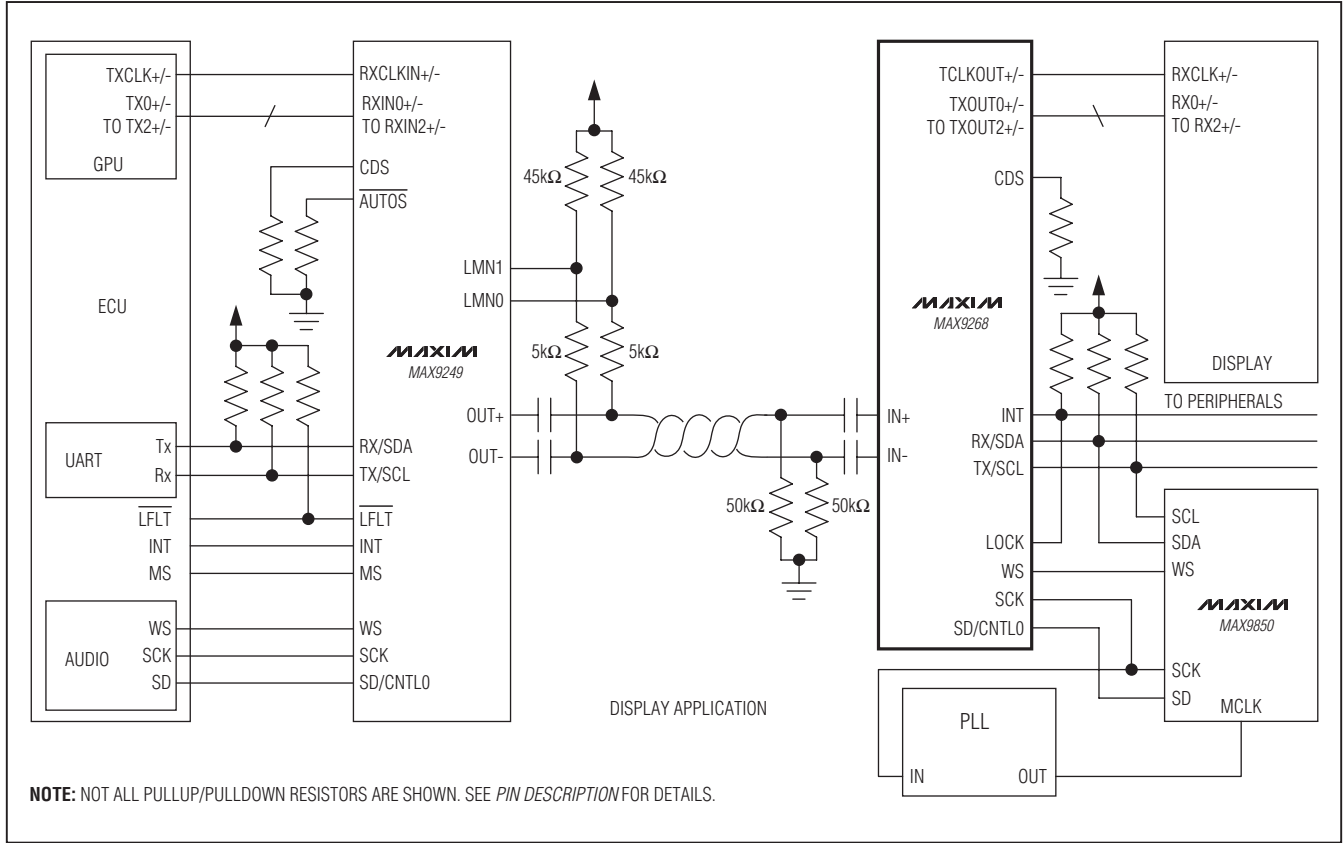 TXCLK+/-
TX0+/-
TO TX2+/-
GPU
ECU
UART
Tx
Rx
LFLT
INT
MS
AUDIO
WS
SCK
SD
RXCLKIN+/-
RXIN0+/-
TO RXIN2+/-
CDS
AUTOS
LMN1
LMN0
MAXIM
MAX9249
OUT+
OUT-
RX/SDA
TX/SCL
LFLT
INT
MS
WS
SCK
SD/CNTL0
45kΩ
45kΩ
5kΩ
5kΩ
50kΩ
50kΩ
TCLKOUT+/-
TXOUT0+/-
TO TXOUT2+/-
CDS
MAXIM
MAX9268
IN+
IN-
INT
RX/SDA
TX/SCL
LOCK
WS
SCK
SD/CNTL0
RXCLK+/-
RX0+/-
TO RX2+/-
DISPLAY
TO PERIPHERALS
SCL
SDA
WS
MAXIM
MAX9850
SCK
SD
MCLK
PLL
IN
OUT
DISPLAY APPLICATION
NOTE: NOT ALL PULLUP/PULLDOWN RESISTORS ARE SHOWN. SEE PIN DESCRIPTION FOR DETAILS.